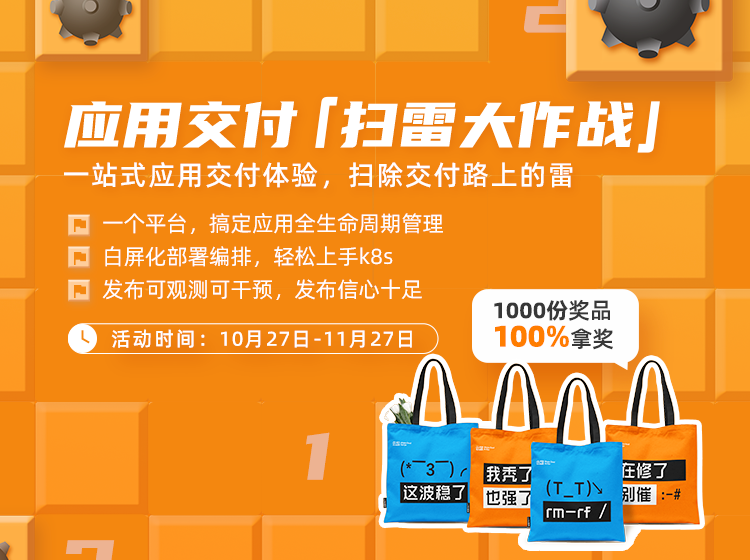 2
应用交付「扫雷大作战」
一站式应用交付体验，扫除交付路上的雷
一个平台，搞定应用全生命周期管理
白屏化部署编排，轻松上手k8s
发布可观测可干预，发布信心十足
活动时间：10月27日-11月27日
1000份奖品
100%拿奖
1
(*￣3￣)╭
这波稳了
我秃了
也强了
(T_T)↘
rm-rf /
在修了
别催 :-#
2